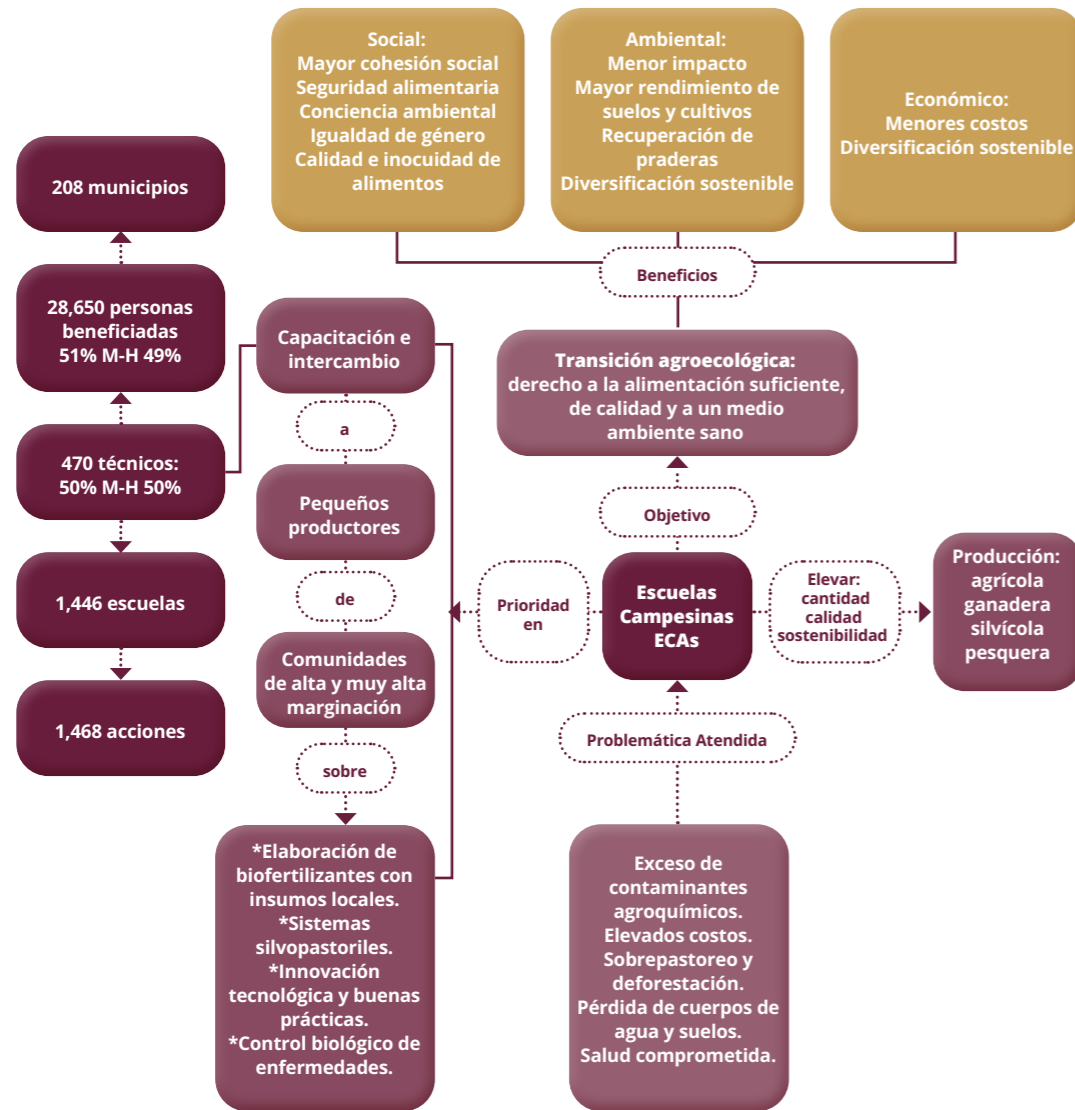 Social:
Mayor cohesión social
Seguridad alimentaria
Conciencia ambiental
Igualdad de género
Calidad e inocuidad de
alimentos
Ambiental:
Menor impacto
Mayor rendimiento de
suelos y cultivos
Recuperación de
praderas
Diversificación sostenible
Económico:
Menores costos
Diversificación sostenible
Beneficios
208 municipios
28,650 personas
beneficiadas
51% M-H 49%
470 técnicos:
50% M-H 50%
1,446 escuelas
1,468 acciones
Capacitación e
intercambio
a
Pequeños
productores
de
Comunidades
de alta y muy alta
marginación
sobre
*Elaboración de
biofertilizantes con
insumos locales.
*Sistemas
silvopastoriles.
*Innovación
tecnológica y buenas
prácticas.
*Control biológico de
enfermedades.
Transición agroecológica:
derecho a la alimentación suficiente,
de calidad y a un medio
ambiente sano
Objetivo
Prioridad
en
Escuelas
Campesinas
ECAs
Elevar:
cantidad
calidad
sostenibilidad
Producción:
agrícola
ganadera
silvícola
pesquera
Problemática Atendida
Exceso de
contaminantes
agroquímicos.
Elevados costos.
Sobrepastoreo y
deforestación.
Pérdida de cuerpos de
agua y suelos.
Salud comprometida.